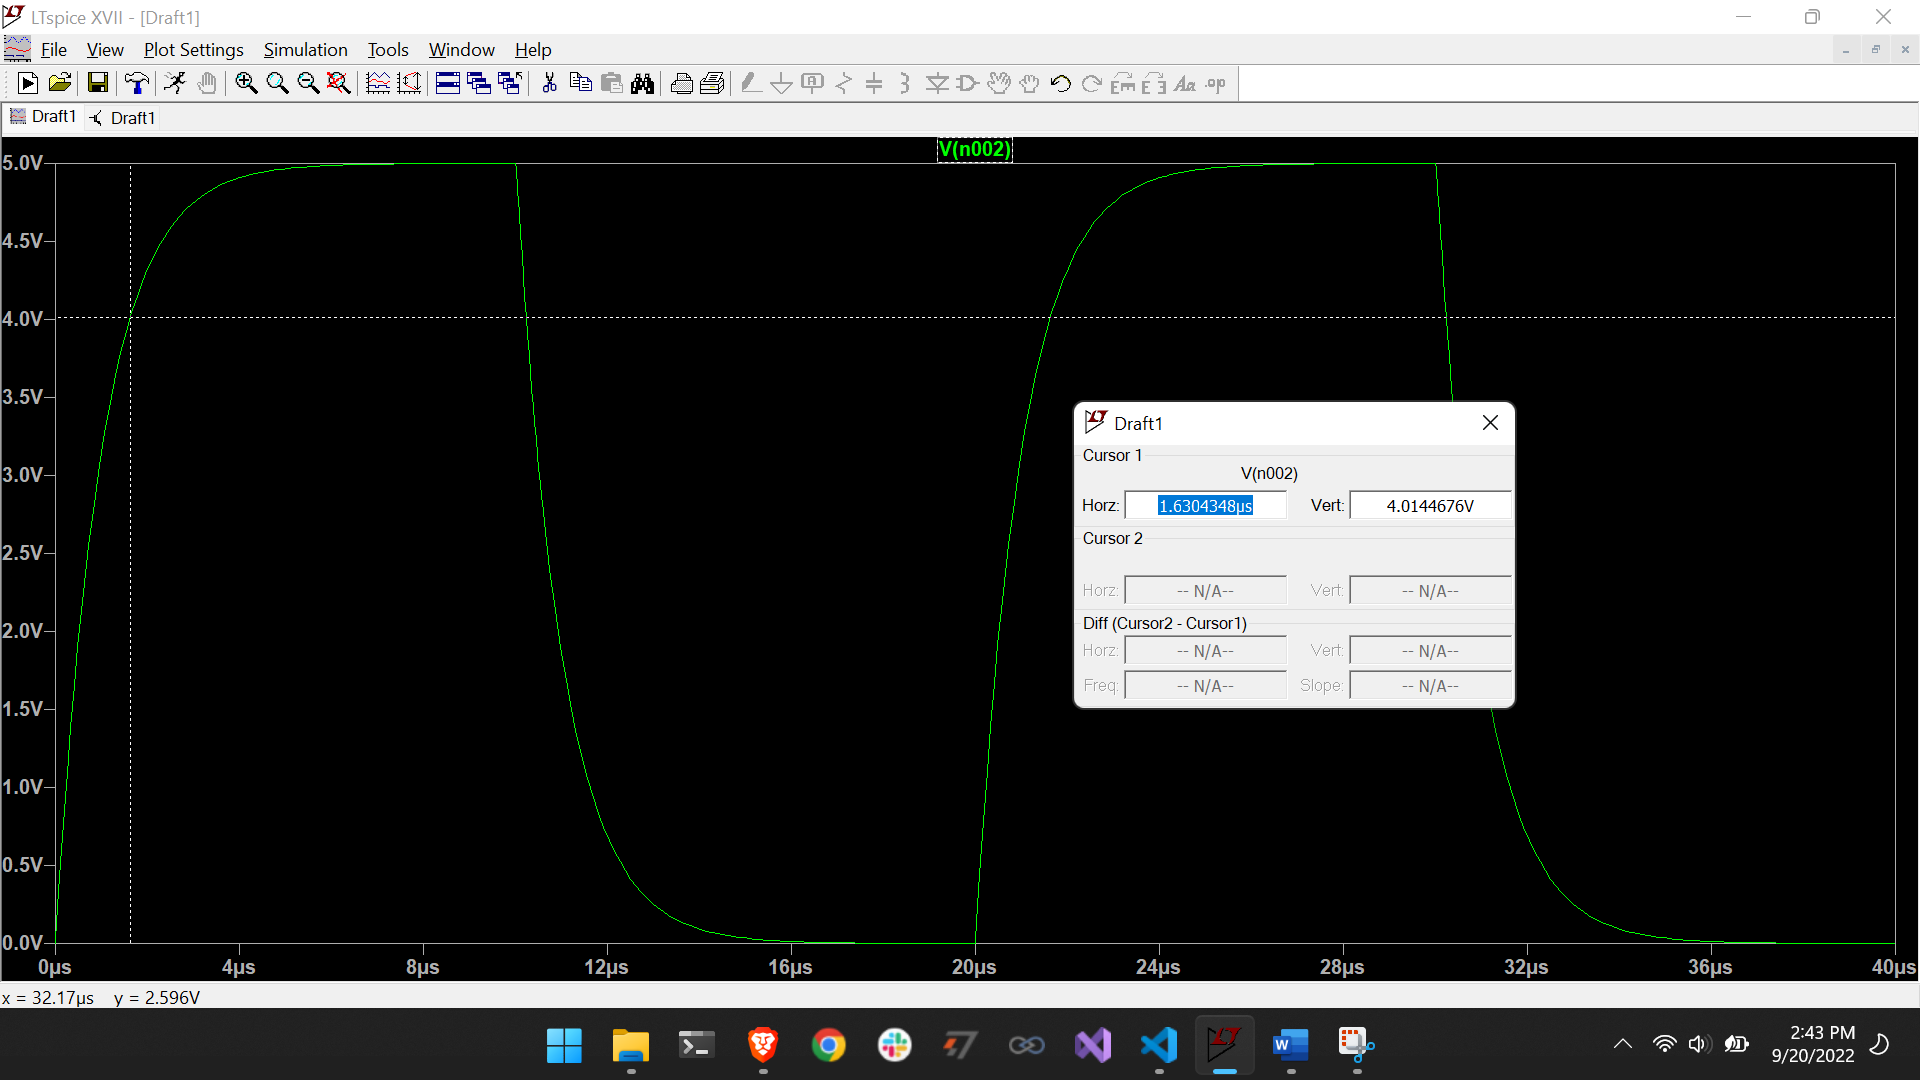 LTspice XVII - [Draft1]
File View Plot Settings Simulation Tools Window Help
Draft1 Draft1
V(n002)
5.0V
4.5V
4.0V
3.5V
3.0V
2.5V
2.0V
1.5V
1.0V
0.5V
0.0V
0µs 4µs 8µs 12µs 16µs 20µs 24µs 28µs 32µs 36µs 40µs
Draft1
Cursor 1
V(n002)
Horz: 1.6304348µs Vert: 4.0144676V
Cursor 2
Horz: -- N/A-- Vert: -- N/A--
Diff (Cursor2 - Cursor1)
Horz: -- N/A-- Vert: -- N/A--
Freq: -- N/A-- Slope: -- N/A--
x = 32.17µs y = 2.596V
2:43 PM
9/20/2022